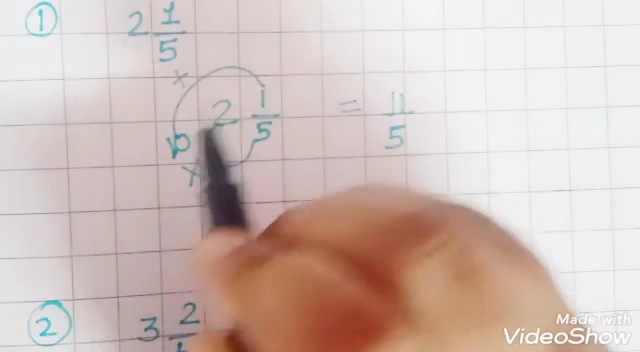 ① 2 1/5
×
2 1/5 = 11/5
10
×
② 3 2/
Made with
VideoShow